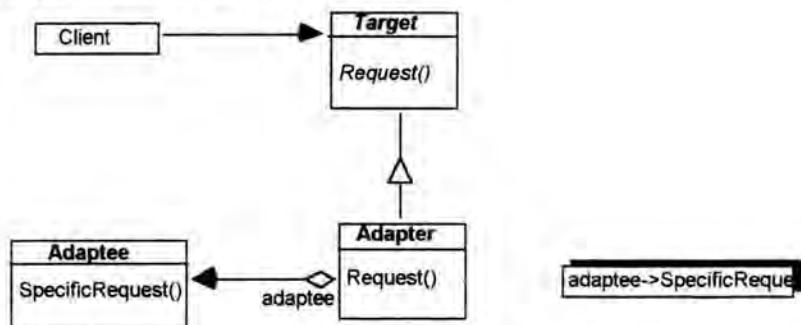 Client
Target
Request()
Adapter
Request()
Adaptee
SpecificRequest()
adaptee
adaptee->SpecificReque